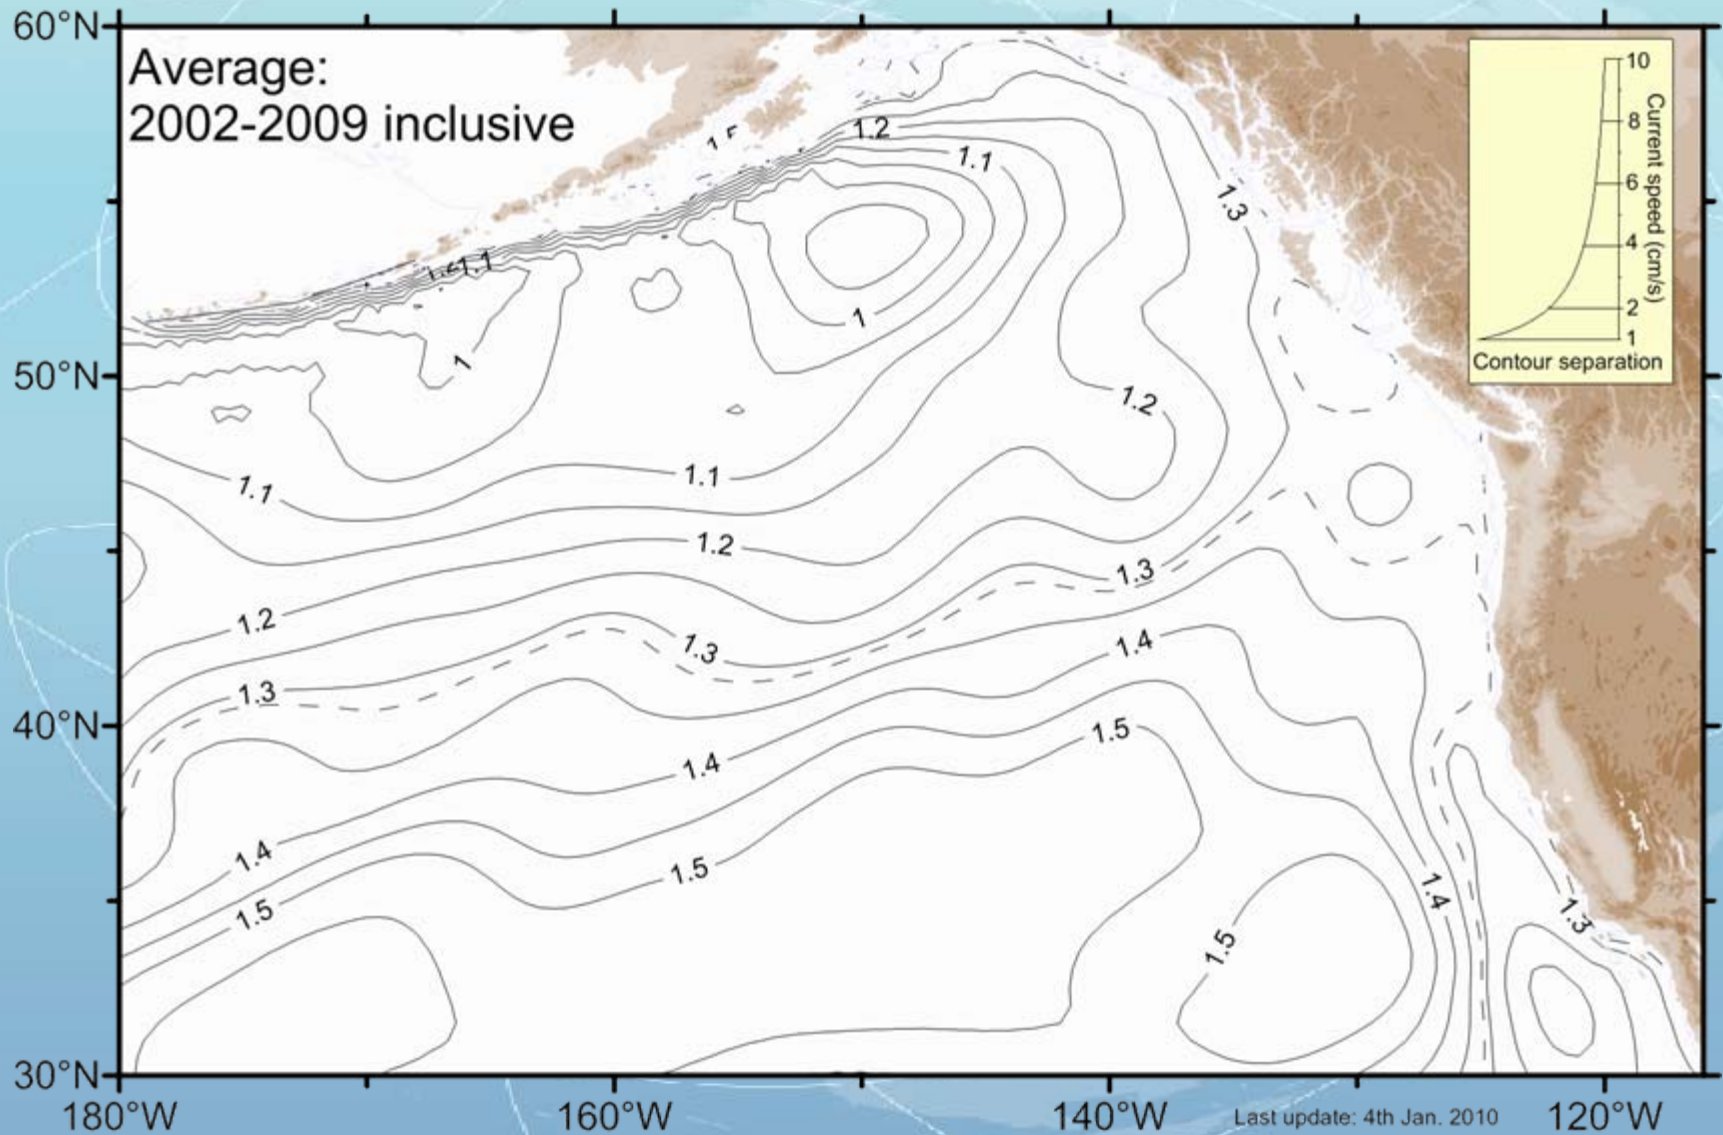 60°N
Average:
2002-2009 inclusive
10
8
6
4
2
1
Current speed (cm/s)
Contour separation
1.2
1.1
1.3
1.1
1
1
50°N
1.2
1.1
1.1
1.2
1.3
1.2
1.3
1.4
1.3
40°N
1.5
1.4
1.4
1.5
1.4
1.5
1.3
1.5
30°N
180°W
160°W
140°W
Last update: 4th Jan. 2010
120°W